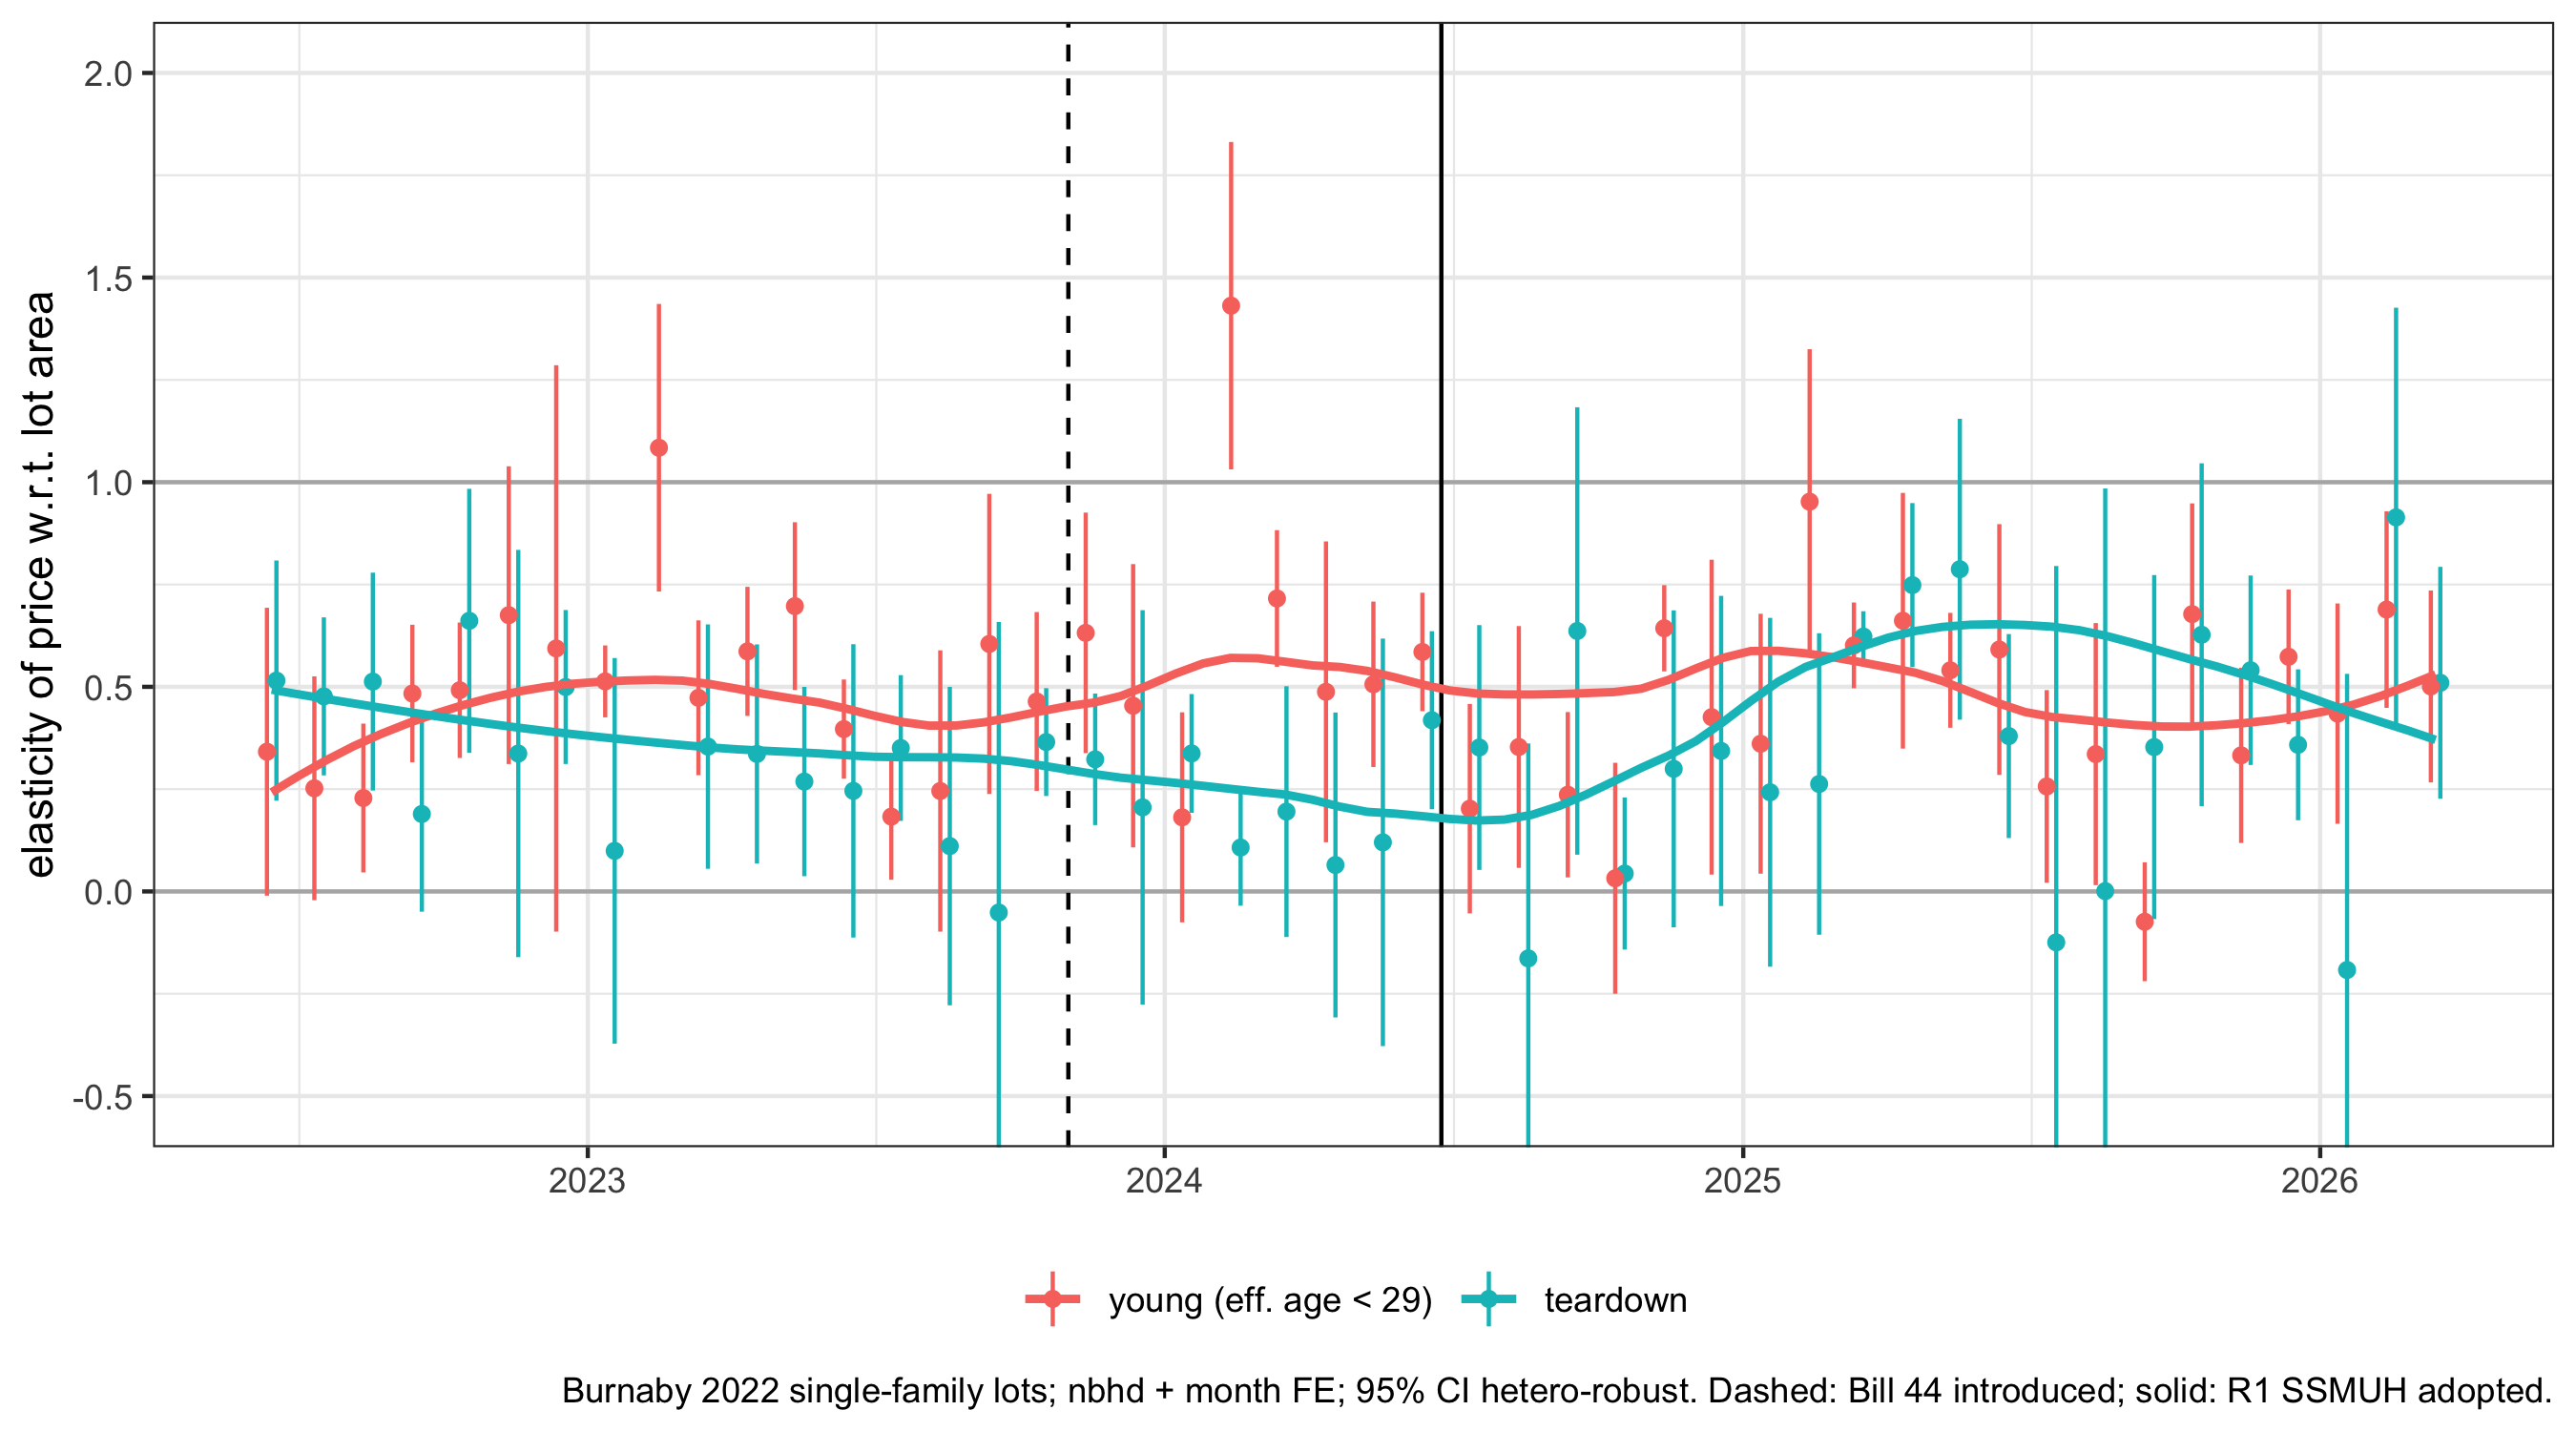 elasticity of price w.r.t. lot area
2.0
1.5
1.0
0.5
0.0
-0.5
2023 2024 2025 2026
young (eff. age < 29) teardown
Burnaby 2022 single-family lots; nbhd + month FE; 95% CI hetero-robust. Dashed: Bill 44 introduced; solid: R1 SSMUH adopted.